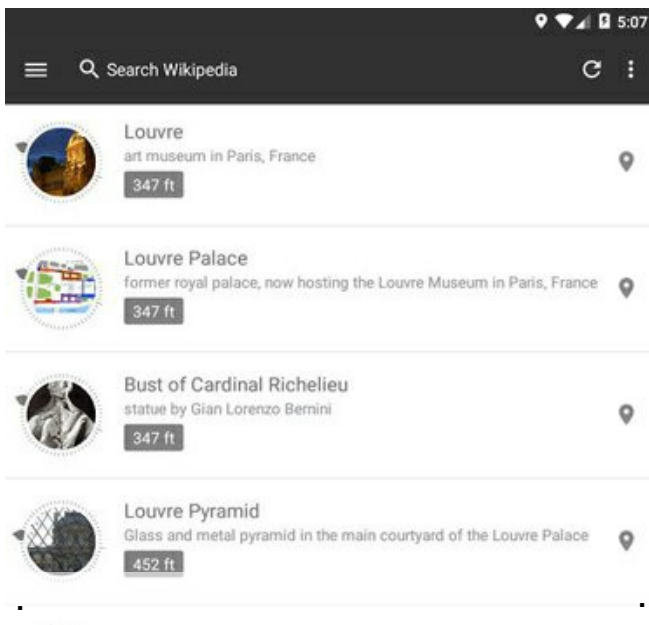 5:07
Search Wikipedia
Louvre
art museum in Paris, France
347 ft
Louvre Palace
former royal palace, now hosting the Louvre Museum in Paris, France
347 ft
Bust of Cardinal Richelieu
statue by Gian Lorenzo Bernini
347 ft
Louvre Pyramid
Glass and metal pyramid in the main courtyard of the Louvre Palace
452 ft